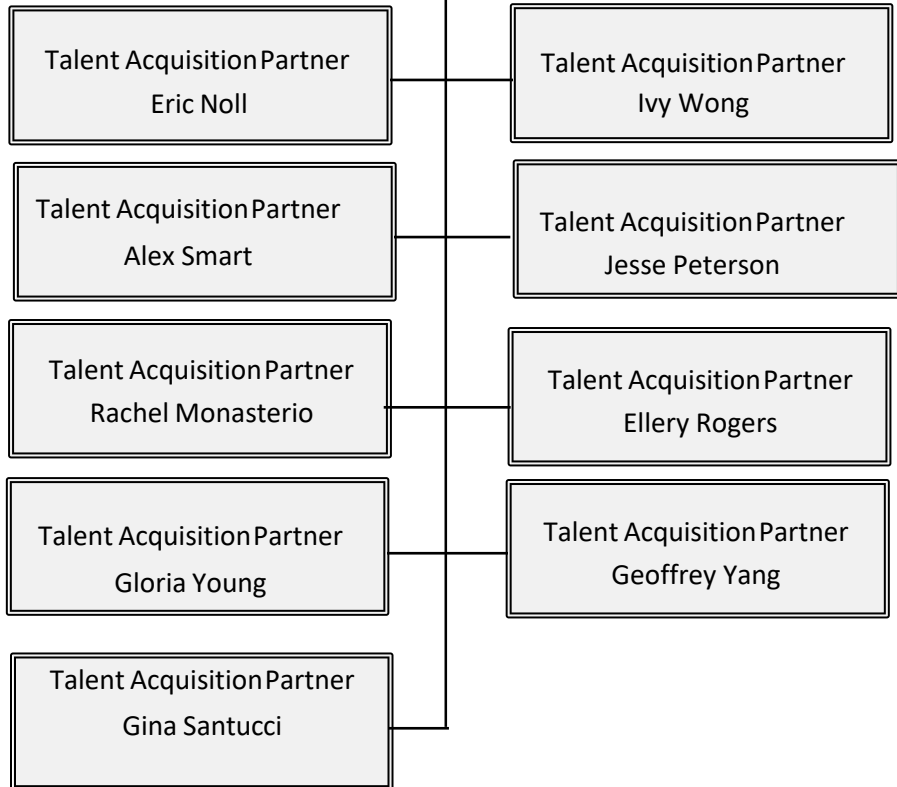 Talent Acquisition Partner
Eric Noll
Talent Acquisition Partner
Ivy Wong
Talent Acquisition Partner
Alex Smart
Talent Acquisition Partner
Jesse Peterson
Talent Acquisition Partner
Rachel Monasterio
Talent Acquisition Partner
Ellery Rogers
Talent Acquisition Partner
Gloria Young
Talent Acquisition Partner
Geoffrey Yang
Talent Acquisition Partner
Gina Santucci